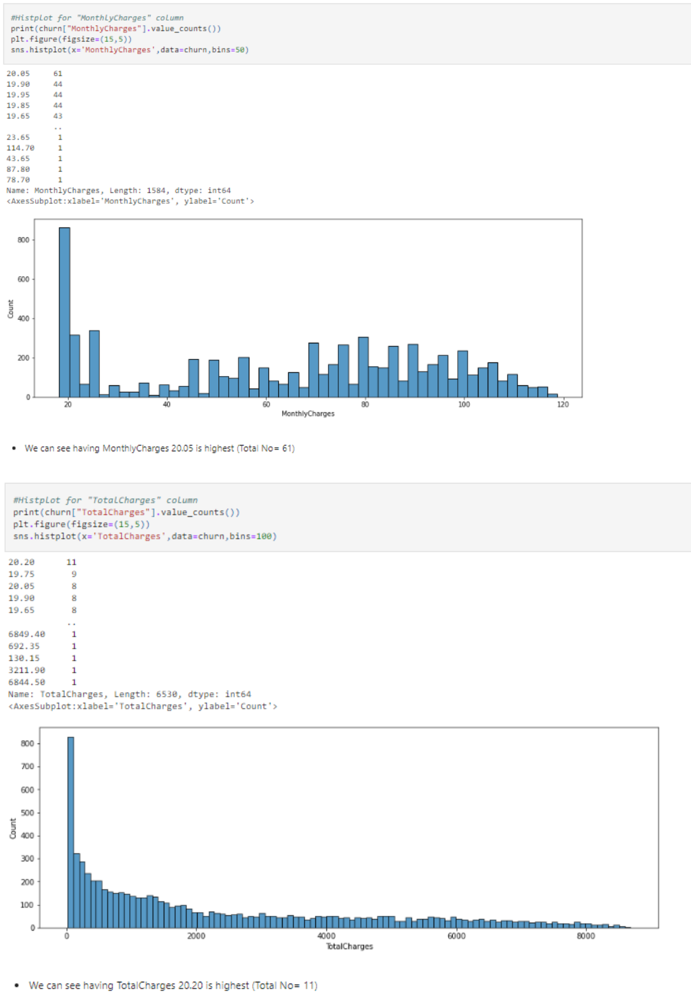 #Histplot for "MonthlyCharges" column
print(churn["MonthlyCharges"].value_counts())
plt.figure(figsize=(15,5))
sns.histplot(x='MonthlyCharges',data=churn,bins=50)
20.05 61
19.90 44
19.95 44
19.85 44
19.65 43
..
23.65 1
114.70 1
43.65 1
87.80 1
78.70 1
Name: MonthlyCharges, Length: 1584, dtype: int64
<AxesSubplot:xlabel='MonthlyCharges', ylabel='Count'>
800
600
400
200
0
Count
20 40 60 80 100 120
MonthlyCharges
• We can see having MonthlyCharges 20.05 is highest (Total No= 61)
#Histplot for "TotalCharges" column
print(churn["TotalCharges"].value_counts())
plt.figure(figsize=(15,5))
sns.histplot(x='TotalCharges',data=churn,bins=100)
20.20 11
19.75 9
20.05 8
19.90 8
19.65 8
..
6849.40 1
692.35 1
130.15 1
3211.90 1
6844.50 1
Name: TotalCharges, Length: 6530, dtype: int64
<AxesSubplot:xlabel='TotalCharges', ylabel='Count'>
800
700
600
500
400
300
200
100
0
Count
0 2000 4000 6000 8000
TotalCharges
• We can see having TotalCharges 20.20 is highest (Total No= 11)